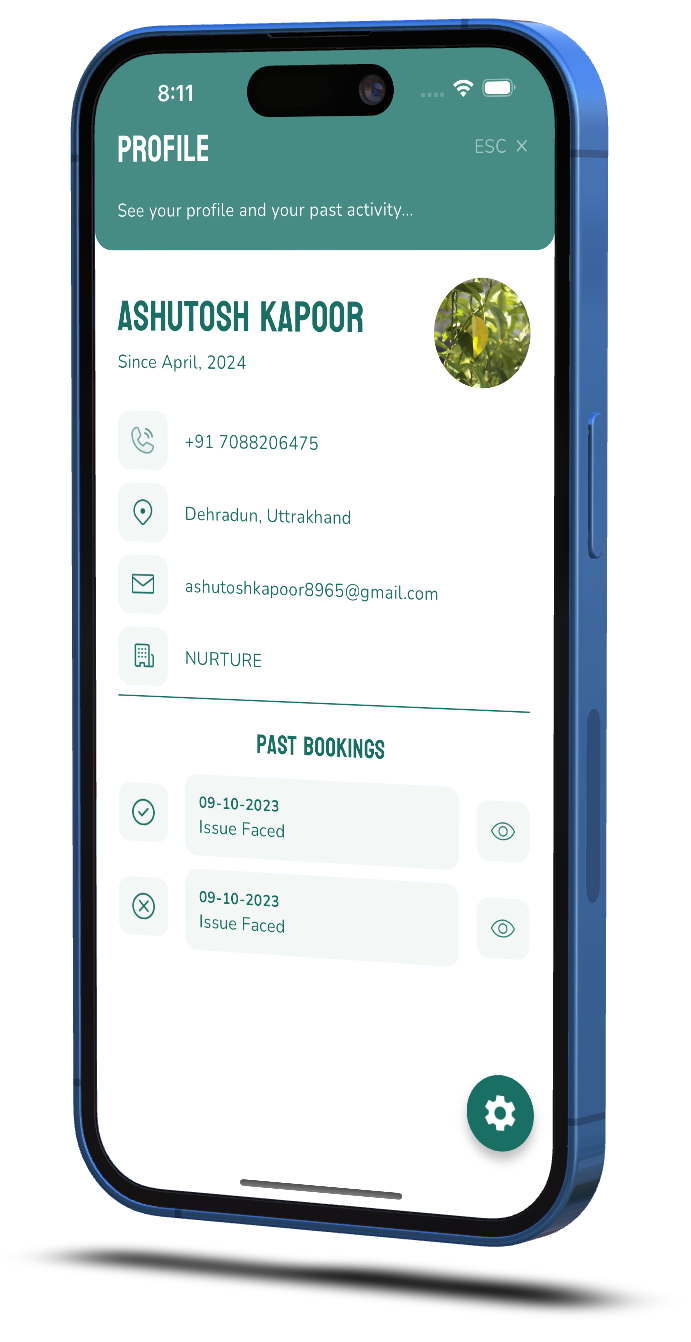 8:11
PROFILE
ESC ×
See your profile and your past activity...
ASHUTOSH KAPOOR
Since April, 2024
+91 7088206475
Dehradun, Uttrakhand
ashutoshkapoor8965@gmail.com
NURTURE
PAST BOOKINGS
09-10-2023
Issue Faced
09-10-2023
Issue Faced